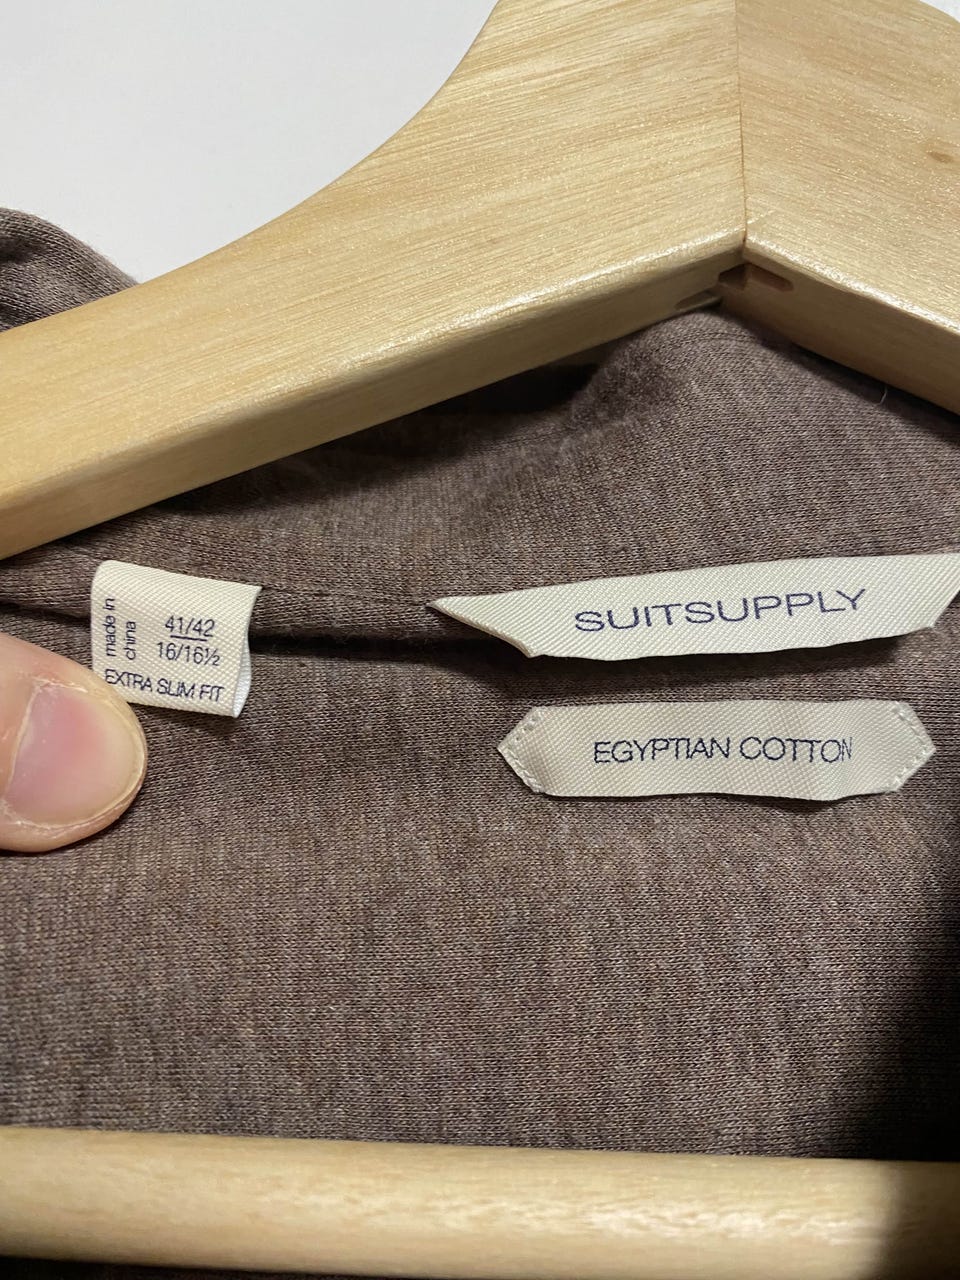 made in
china
41/42
16/16½
EXTRA SLIM FIT
SUITSUPPLY
EGYPTIAN COTTON